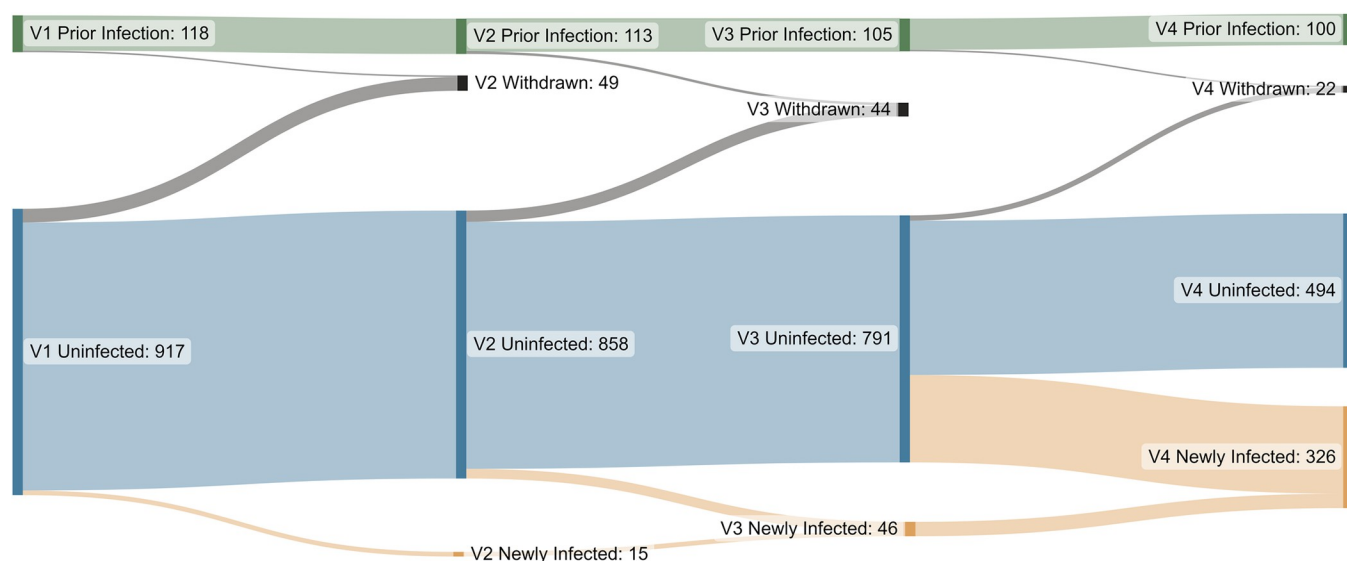 V1 Prior Infection: 118
V2 Prior Infection: 113
V3 Prior Infection: 105
V4 Prior Infection: 100
V2 Withdrawn: 49
V3 Withdrawn: 44
V4 Withdrawn: 22
V1 Uninfected: 917
V2 Uninfected: 858
V3 Uninfected: 791
V4 Uninfected: 494
V4 Newly Infected: 326
V3 Newly Infected: 46
V2 Newly Infected: 15